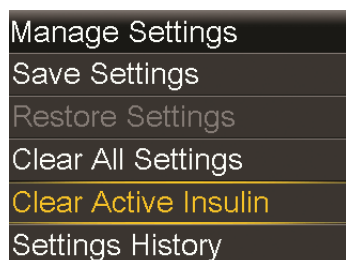 Manage Settings
Save Settings
Restore Settings
Clear All Settings
Clear Active Insulin
Settings History